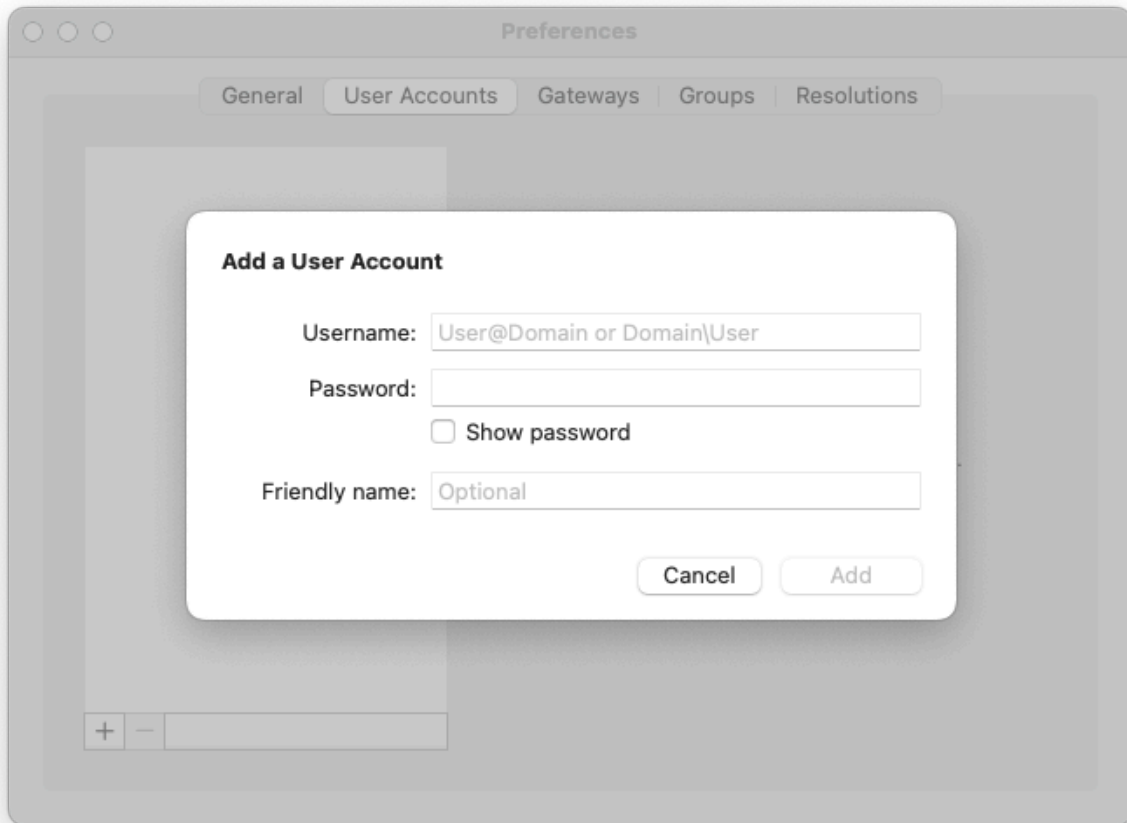 Preferences
General User Accounts Gateways Groups Resolutions
Add a User Account
Username: User@Domain or Domain\User
Password:
Show password
Friendly name: Optional
Cancel Add